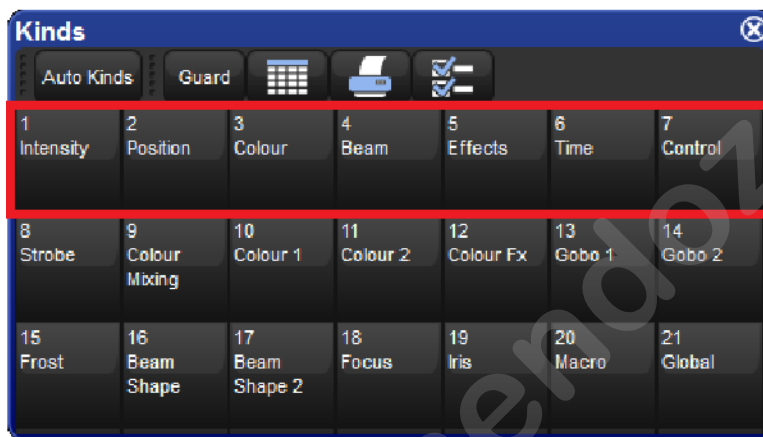 Kinds
Auto Kinds Guard
1 2 3 4 5 6 7
Intensity Position Colour Beam Effects Time Control
8 9 10 11 12 13 14
Strobe Colour Colour 1 Colour 2 Colour Fx Gobo 1 Gobo 2
Mixing
15 16 17 18 19 20 21
Frost Beam Beam Focus Iris Macro Global
Shape Shape 2